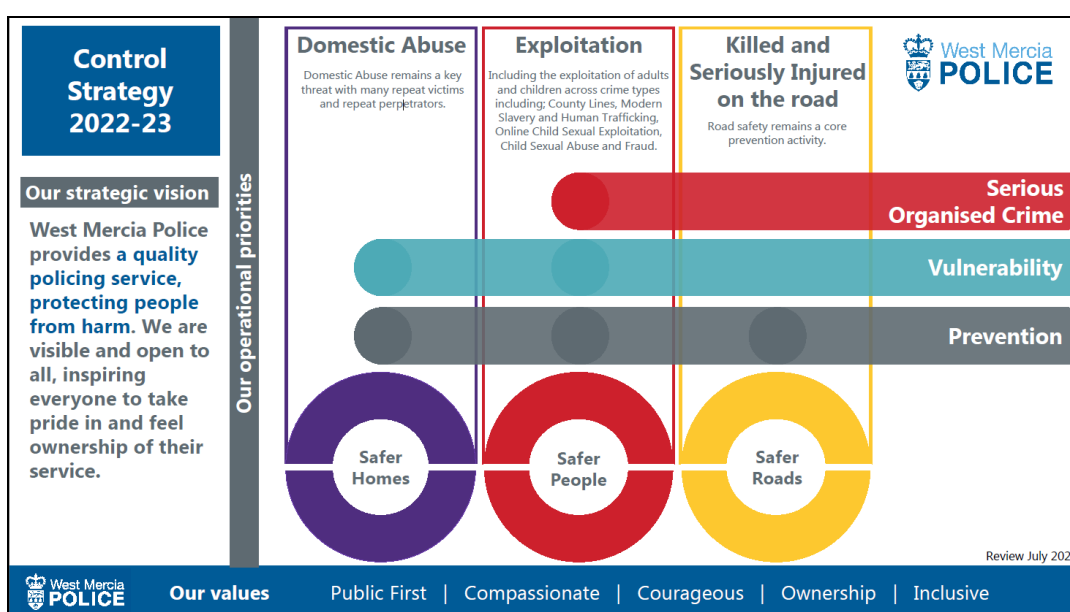 Control
Strategy
2022-23
Our strategic vision
West Mercia Police
provides a quality
policing service,
protecting people
from harm. We are
visible and open to
all, inspiring
everyone to take
pride in and feel
ownership of their
service.
Our operational priorities
Domestic Abuse
Domestic Abuse remains a key
threat with many repeat victims
and repeat perpetrators.
Exploitation
Including the exploitation of adults
and children across crime types
including; County Lines, Modern
Slavery and Human Trafficking,
Online Child Sexual Exploitation,
Child Sexual Abuse and Fraud.
Killed and
Seriously Injured
on the road
Road safety remains a core
prevention activity.
West Mercia
POLICE
Serious
Organised Crime
Vulnerability
Prevention
Safer
Homes
Safer
People
Safer
Roads
Review July 202
West Mercia
POLICE
Our values
Public First | Compassionate | Courageous | Ownership | Inclusive